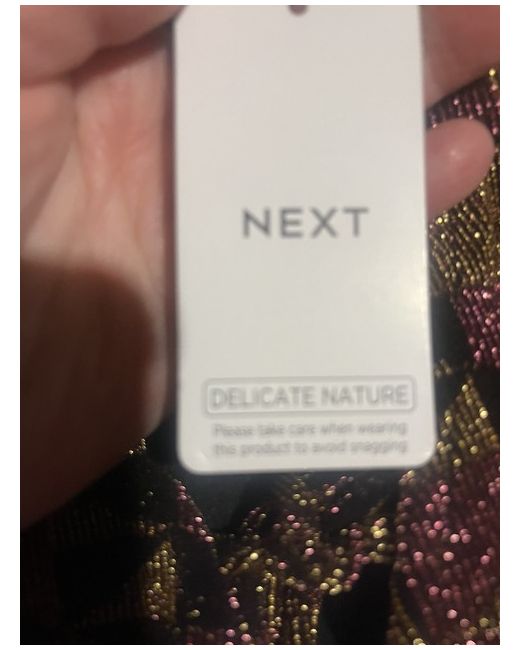 NEXT
DELICATE NATURE
Please take care when wearing
this product to avoid snagging